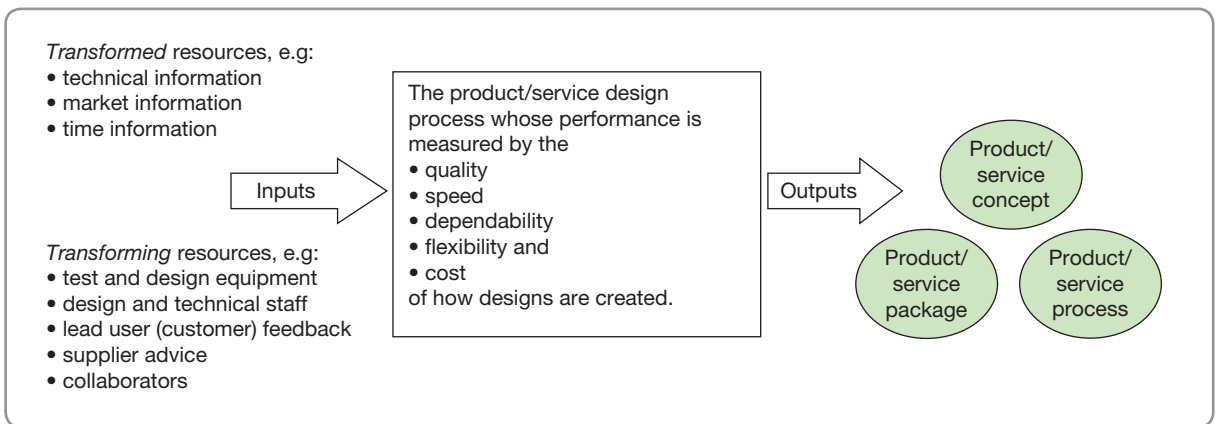 Transformed resources, e.g:
• technical information
• market information
• time information
Inputs
Transforming resources, e.g:
• test and design equipment
• design and technical staff
• lead user (customer) feedback
• supplier advice
• collaborators
The product/service design
process whose performance is
measured by the
• quality
• speed
• dependability
• flexibility and
• cost
of how designs are created.
Outputs
Product/
service
concept
Product/
service
package
Product/
service
process